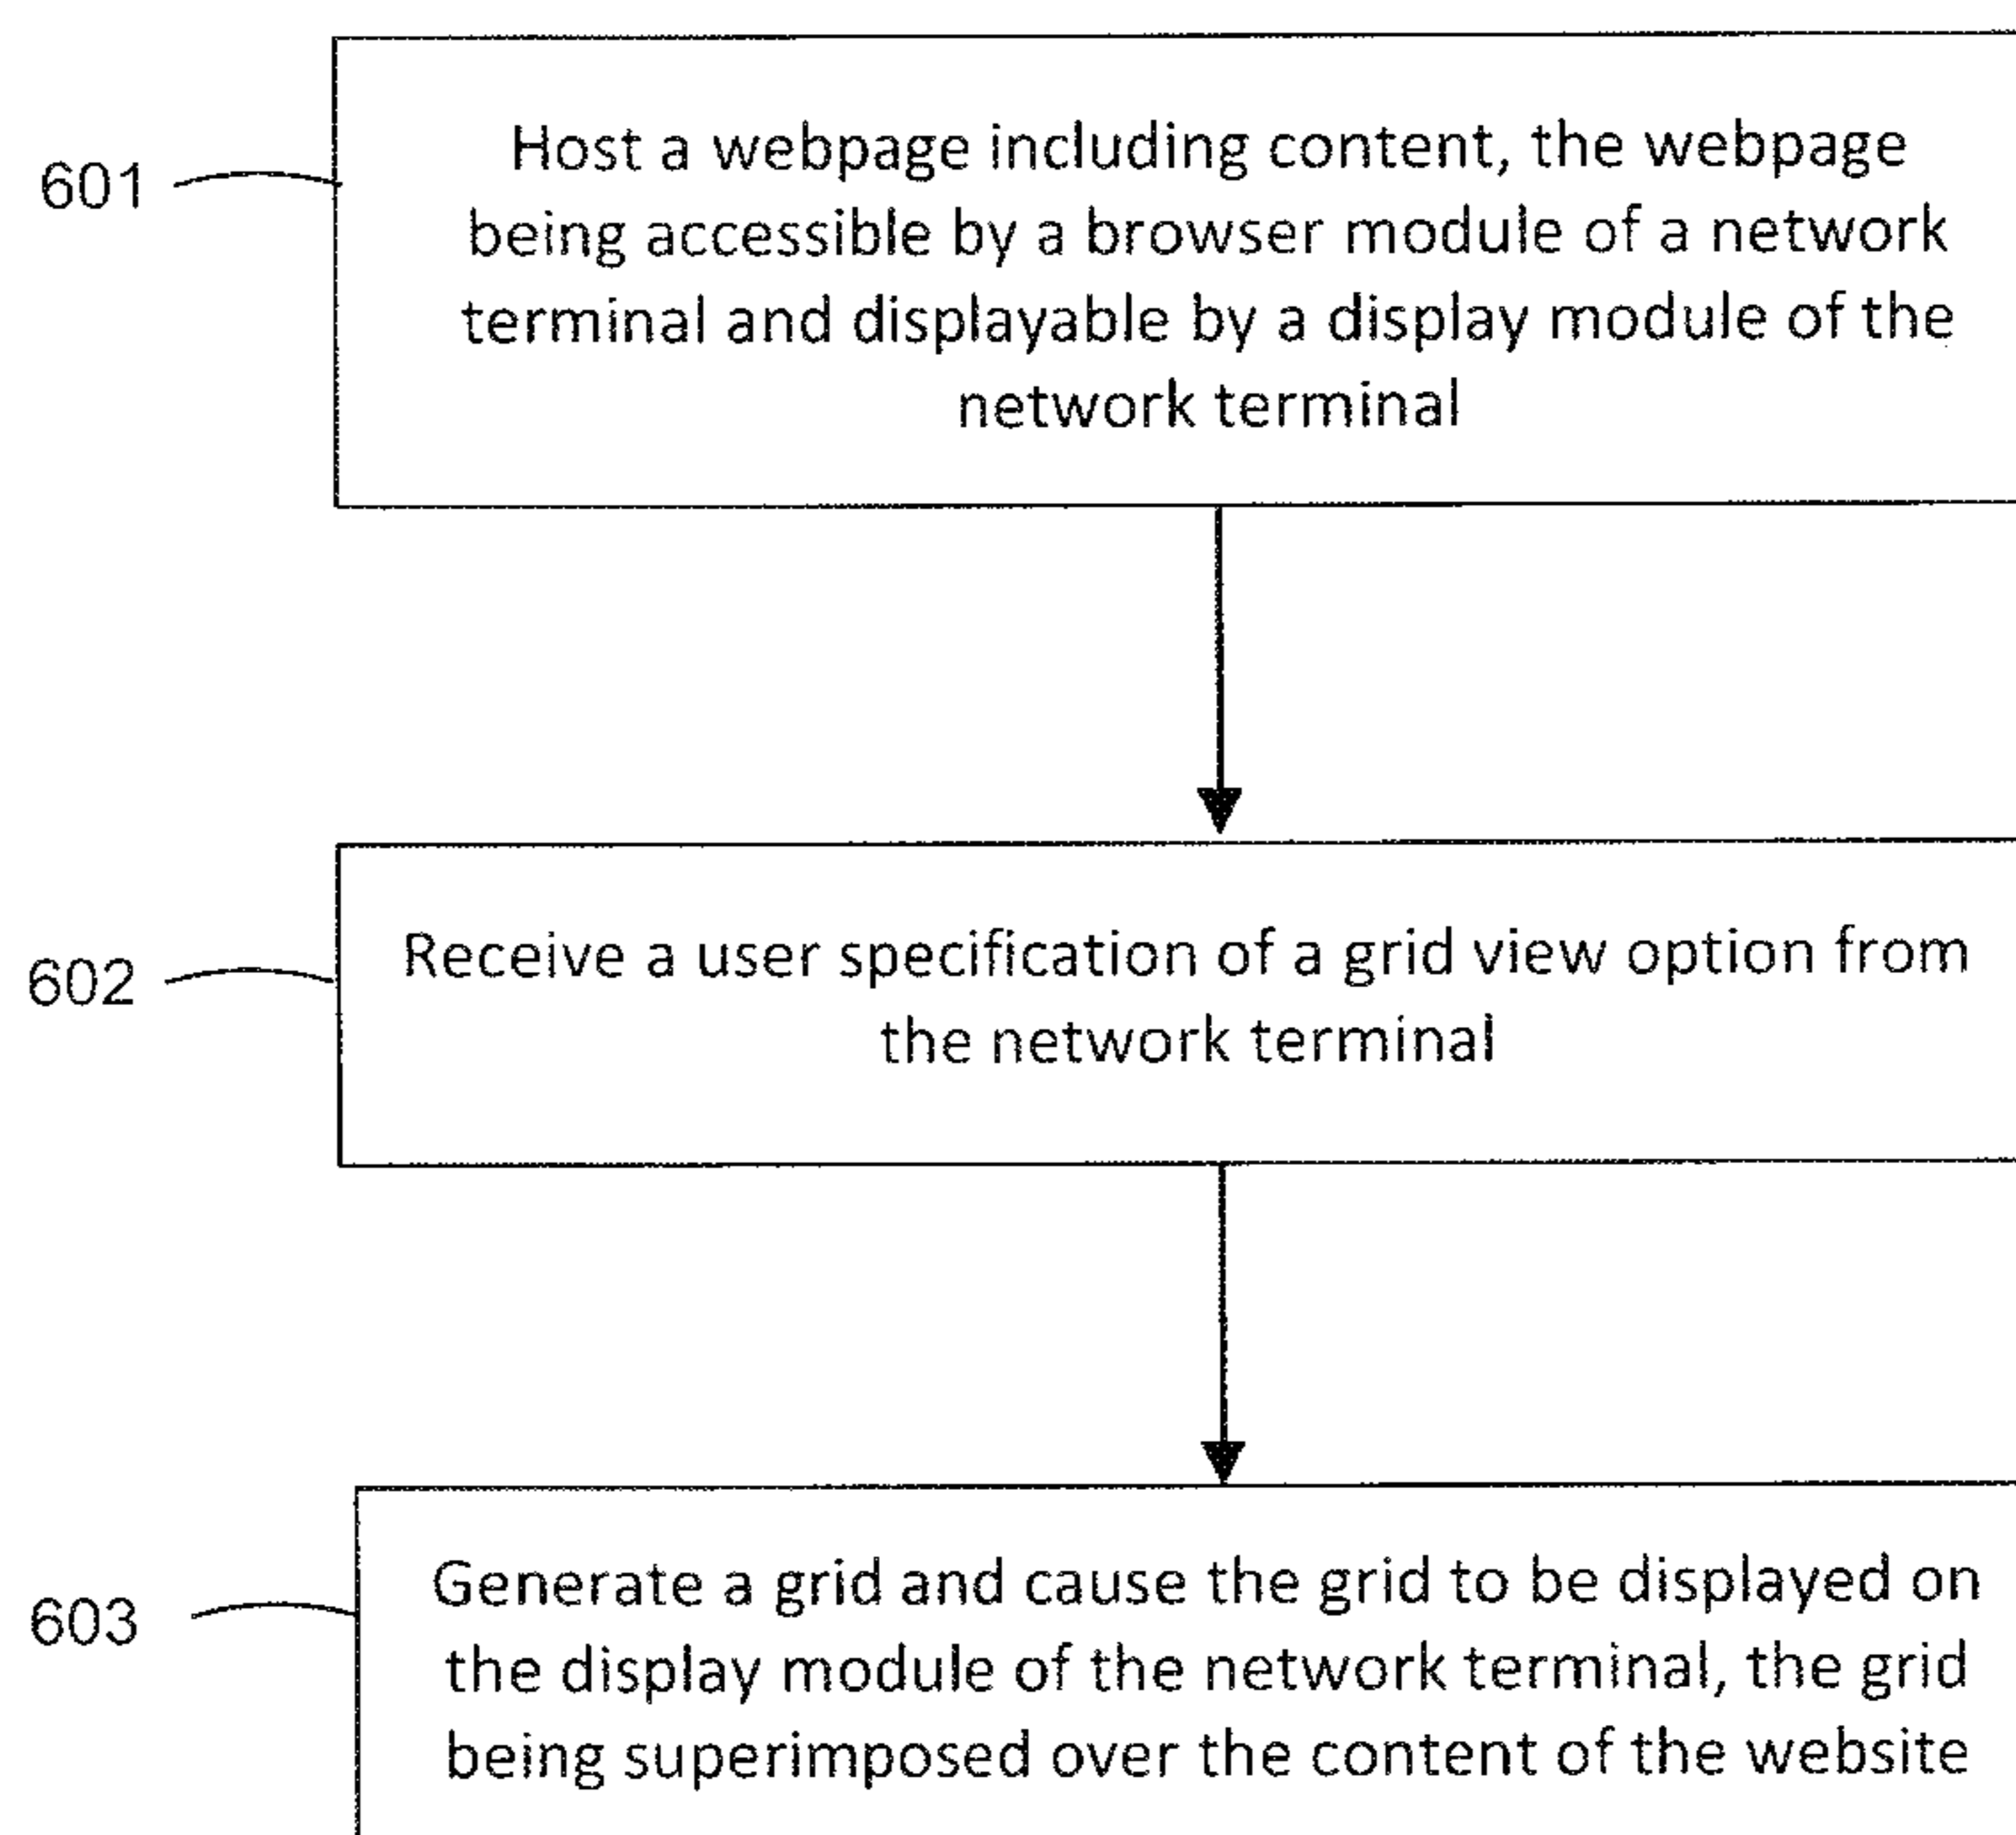 601
Host a webpage including content, the webpage
being accessible by a browser module of a network
terminal and displayable by a display module of the
network terminal
602
Receive a user specification of a grid view option from
the network terminal
603
Generate a grid and cause the grid to be displayed on
the display module of the network terminal, the grid
being superimposed over the content of the website